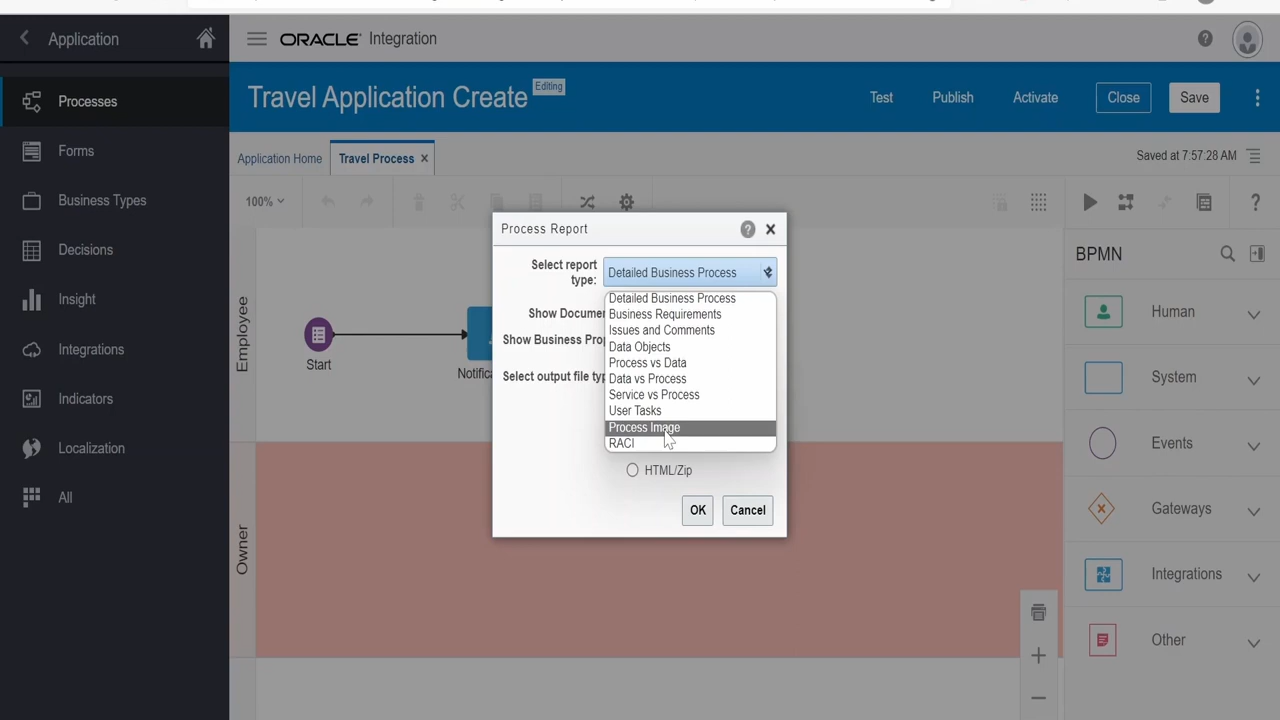 Application
ORACLE Integration
Travel Application Create
Editing
Test
Publish
Activate
Close
Save
Processes
Forms
Business Types
Decisions
Insight
Integrations
Indicators
Localization
All
Application Home
Travel Process
Saved at 7:57:28 AM
100%
Employee
Start
Owner
Process Report
Select report
type:
Detailed Business Process
Detailed Business Process
Business Requirements
Issues and Comments
Data Objects
Process vs Data
Data vs Process
Service vs Process
User Tasks
Process Image
RACI
Show Docume
Show Business Pro
Select output file ty
HTML/Zip
OK
Cancel
Notifica
BPMN
Human
System
Events
Gateways
Integrations
Other